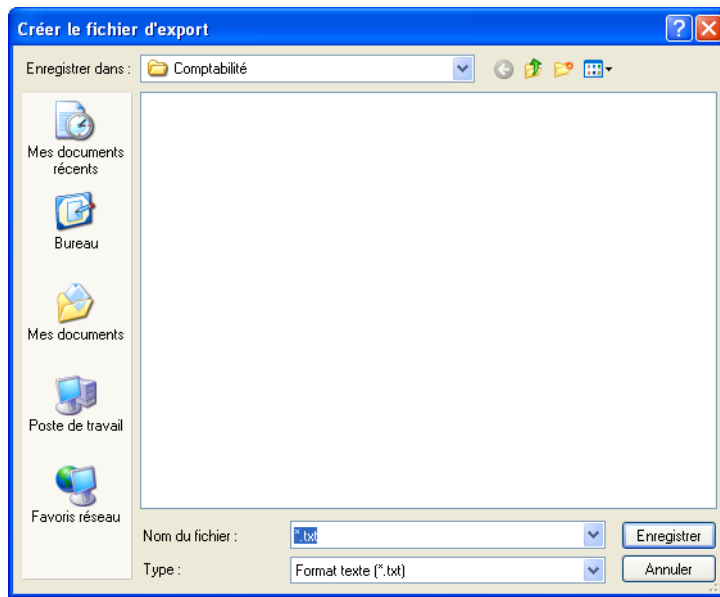 Créer le fichier d'export
Enregistrer dans :
Comptabilité
Mes documents
récents
Bureau
Mes documents
Poste de travail
Favoris réseau
Nom du fichier :
*.txt
Enregistrer
Type :
Format texte (*.txt)
Annuler